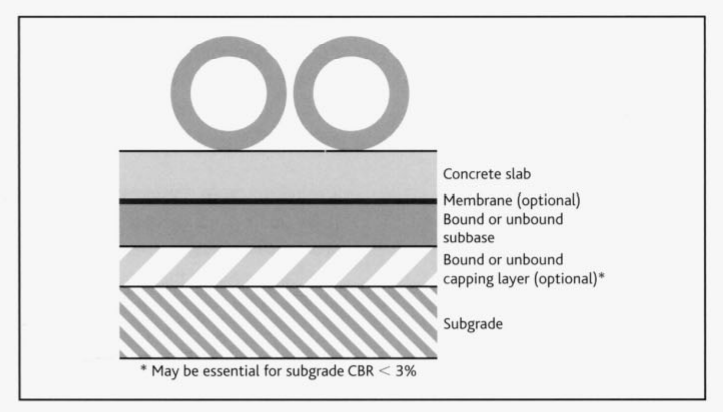 Concrete slab
Membrane (optional)
Bound or unbound
subbase
Bound or unbound
capping layer (optional)*
Subgrade
* May be essential for subgrade CBR < 3%